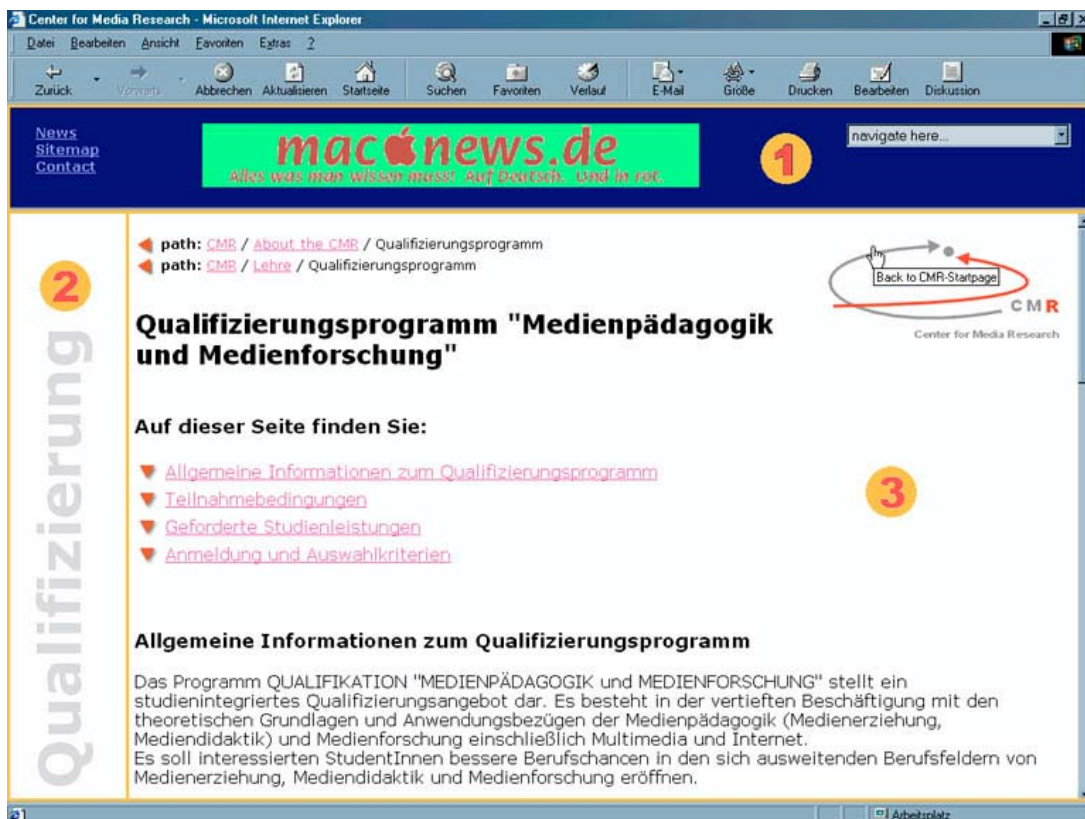 Center for Media Research - Microsoft Internet Explorer
Datei Bearbeiten Ansicht Favoriten Extras ?
Zurück Vorwärts Abbrechen Aktualisieren Startseite Suchen Favoriten Verlauf E-Mail Größe Drucken Bearbeiten Diskussion
News
Sitemap
Contact
mac news.de
Alles was man wissen muss! Auf Deutsch. Und in rot.
1
navigate here...
2
Qualifizierung
path: CMR / About the CMR / Qualifizierungsprogramm
path: CMR / Lehre / Qualifizierungsprogramm
Back to CMR-Startpage
CMR
Center for Media Research
Qualifizierungsprogramm "Medienpädagogik
und Medienforschung"
Auf dieser Seite finden Sie:
Allgemeine Informationen zum Qualifizierungsprogramm
Teilnahmebedingungen
Geforderte Studienleistungen
Anmeldung und Auswahlkriterien
3
Allgemeine Informationen zum Qualifizierungsprogramm
Das Programm QUALIFIKATION "MEDIENPÄDAGOGIK und MEDIENFORSCHUNG" stellt ein
studienintegriertes Qualifizierungsangebot dar. Es besteht in der vertieften Beschäftigung mit den
theoretischen Grundlagen und Anwendungsbezügen der Medienpädagogik (Medienerziehung,
Mediendidaktik) und Medienforschung einschließlich Multimedia und Internet.
Es soll interessierten StudentInnen bessere Berufschancen in den sich ausweitenden Berufsfeldern von
Medienerziehung, Mediendidaktik und Medienforschung eröffnen.
Arbeitsplatz